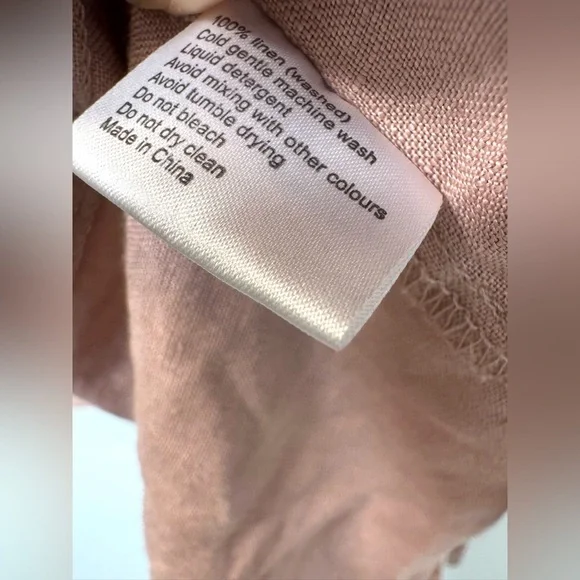 100% linen (washed)
Cold gentle machine wash
Liquid detergent
Avoid mixing with other colours
Avoid tumble drying
Do not bleach
Do not dry clean
Made in China